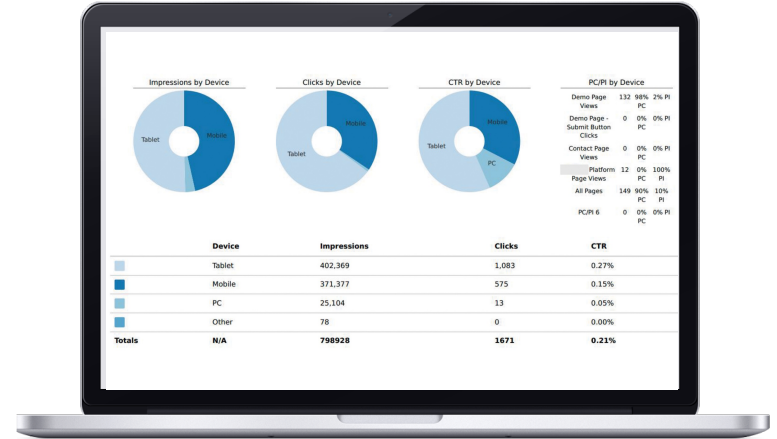 Impressions by Device
Tablet
Mobile
Clicks by Device
Tablet
Mobile
CTR by Device
Tablet
Mobile
PC
PC/PI by Device
Demo Page Views 132 98% PC 2% PI
Demo Page - Submit Button Clicks 0 0% PC 0% PI
Contact Page Views 0 0% PC 0% PI
Platform Page Views 12 0% PC 100% PI
All Pages 149 90% PC 10% PI
PC/PI 6 0 0% PC 0% PI
Device Impressions Clicks CTR
Tablet 402,369 1,083 0.27%
Mobile 371,377 575 0.15%
PC 25,104 13 0.05%
Other 78 0 0.00%
Totals N/A 798928 1671 0.21%